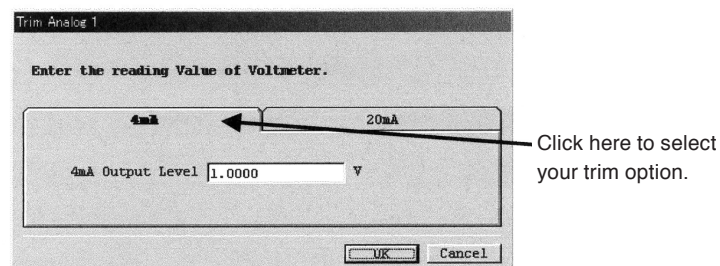 Trim Analog 1
Enter the reading Value of Voltmeter.
4mA 20mA
Click here to select
your trim option.
4mA Output Level 1.0000 V
OK Cancel